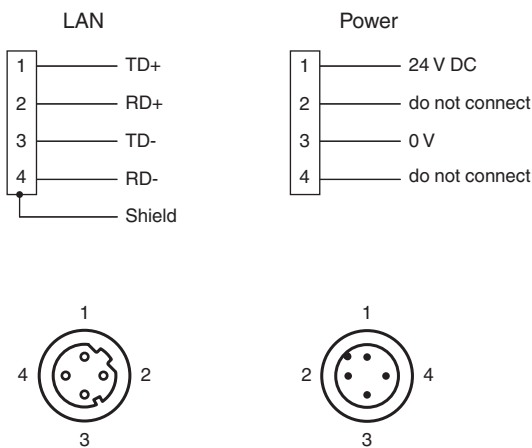 LAN
1 TD+
2 RD+
3 TD-
4 RD-
Shield
Power
1 24 V DC
2 do not connect
3 0 V
4 do not connect
1
4 2
3
1
2 4
3